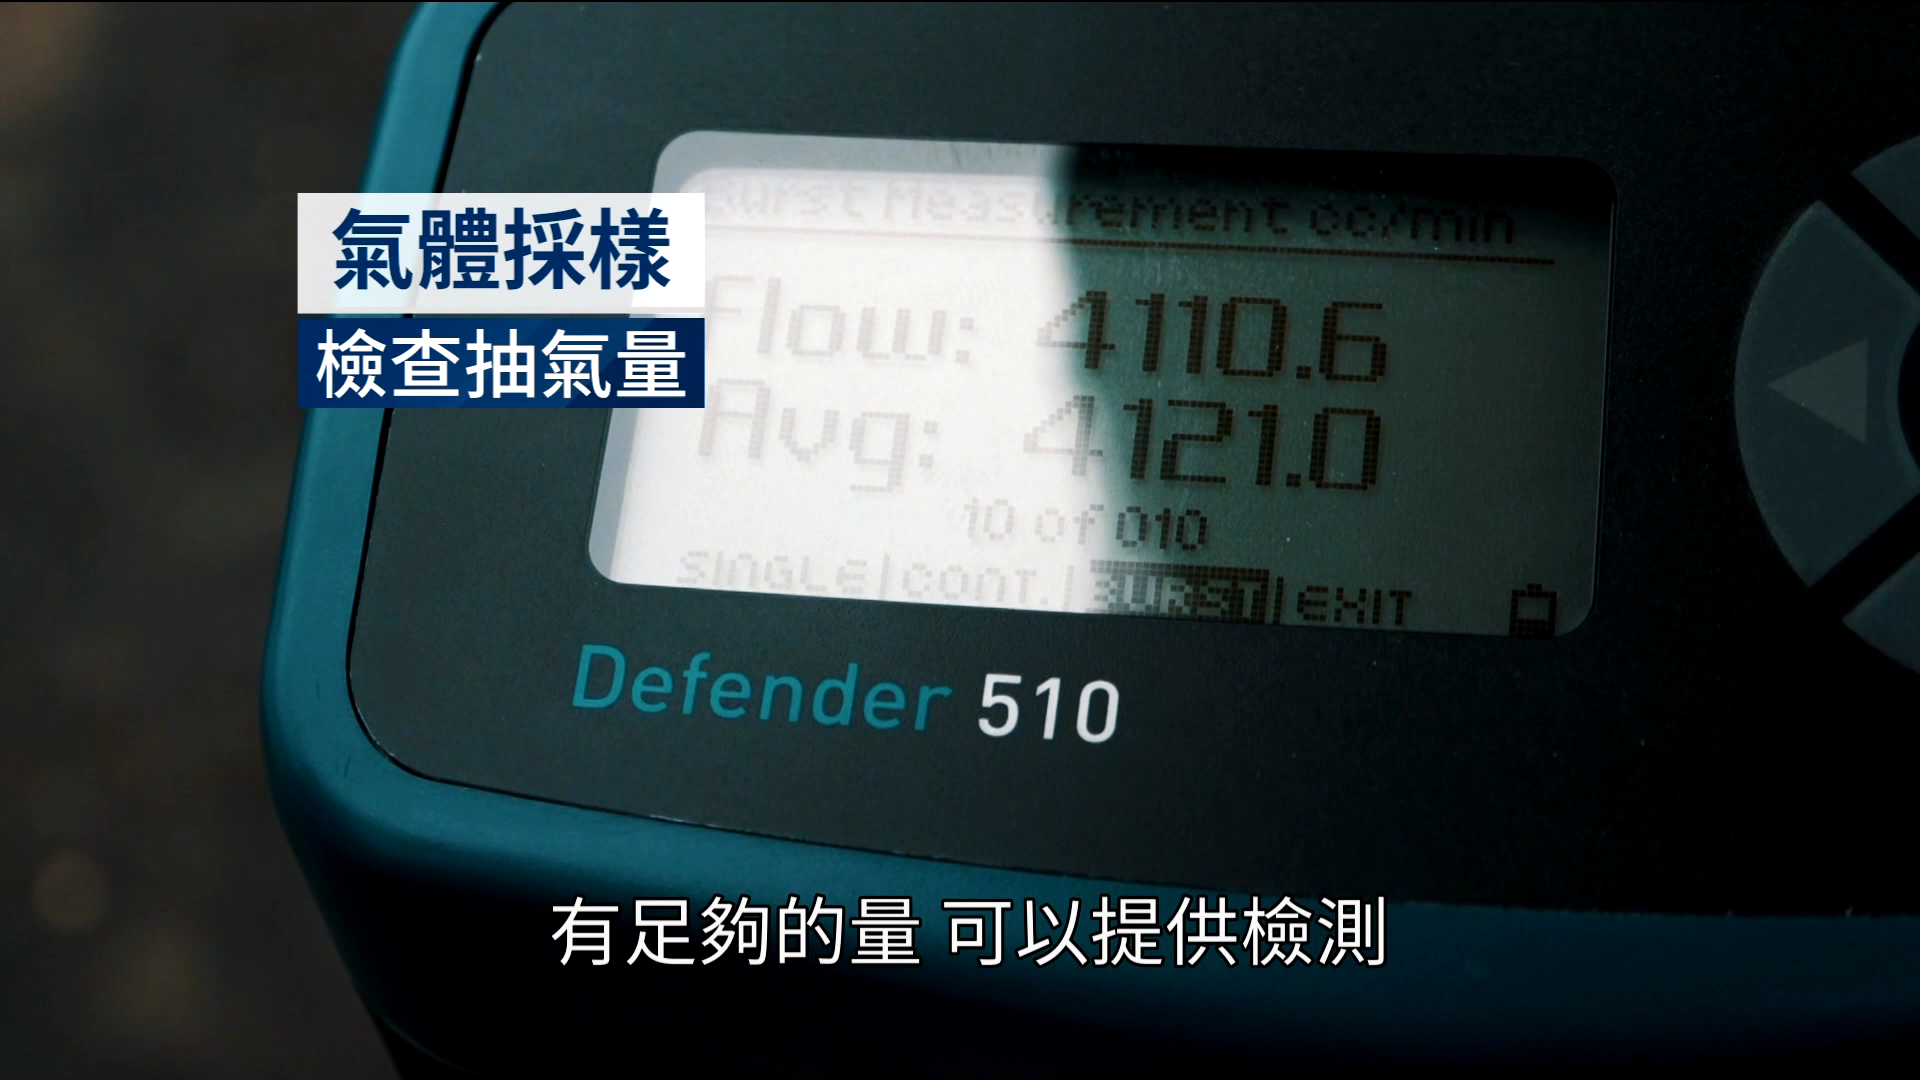 氣體採樣
檢查抽氣量
Burst Measurement cc/min
Flow: 4110.6
Avg: 4121.0
10 of 010
SINGLE|CONT.|BURST|EXIT
Defender 510
有足夠的量 可以提供檢測